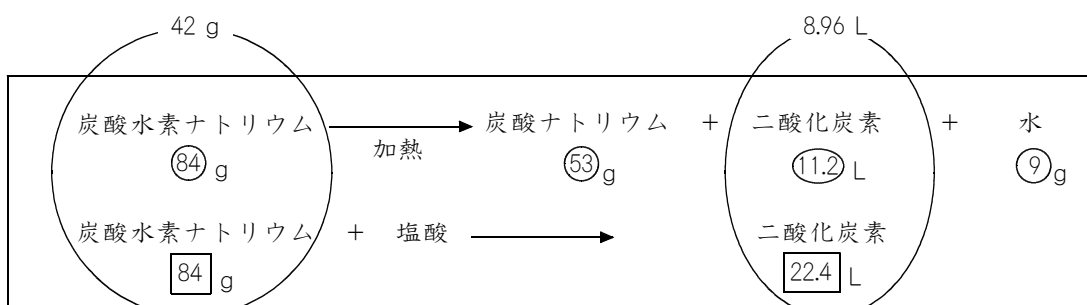 42 g 8.96 L
炭酸水素ナトリウム 炭酸ナトリウム + 二酸化炭素 + 水
加熱
84 g 53 g 11.2 L 9 g
炭酸水素ナトリウム + 塩酸 二酸化炭素
84 g 22.4 L